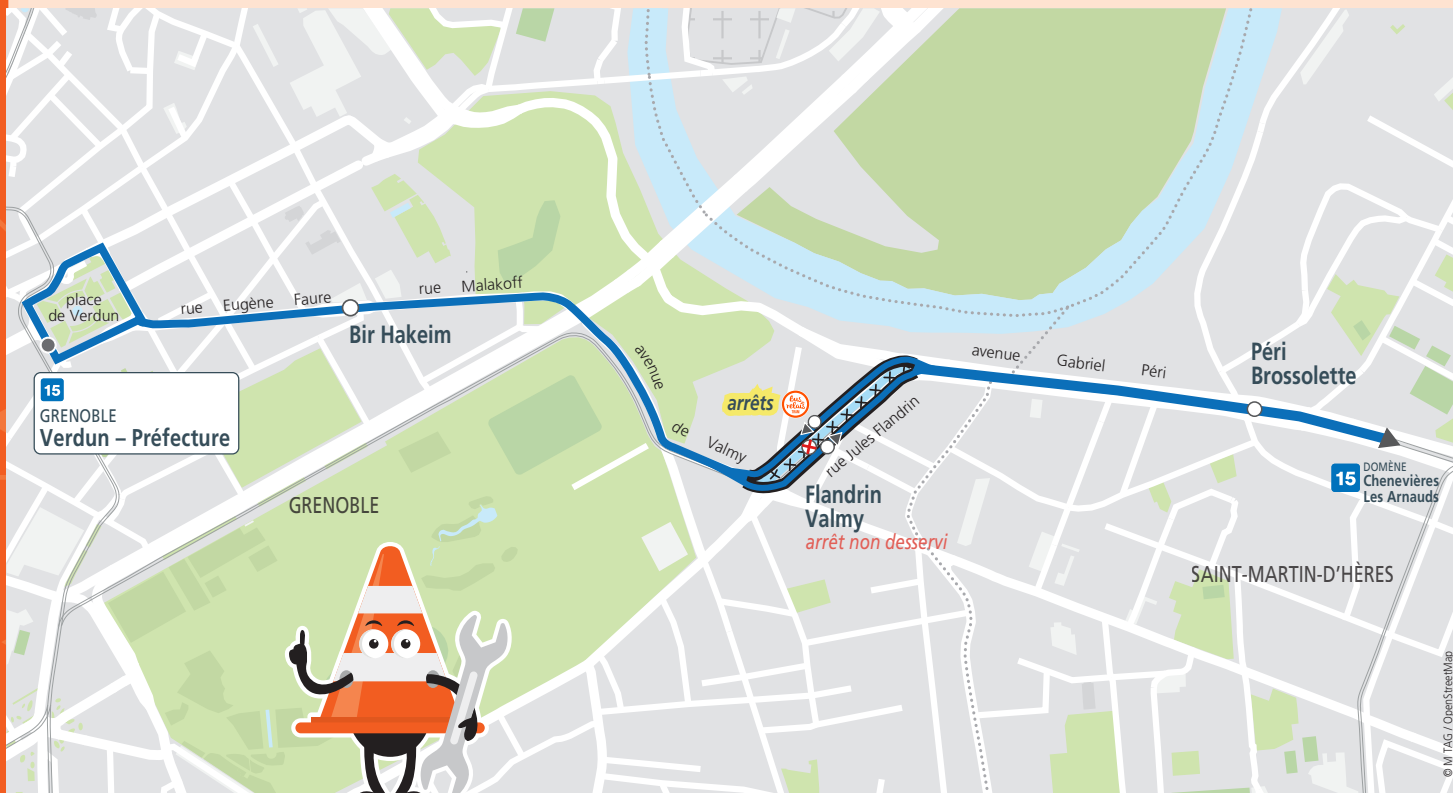 place
de Verdun
rue Eugène Faure
rue Malakoff
Bir Hakeim
15
GRENOBLE
Verdun – Préfecture
avenue
de
Valmy
arrêts
bus
relais
rue Jules Flandrin
Flandrin
Valmy
arrêt non desservi
avenue Gabriel Péri
Péri
Brossolette
15
DOMÈNE
Chenevières
Les Arnauds
GRENOBLE
SAINT-MARTIN-D'HÈRES
© M TAG / OpenStreetMap